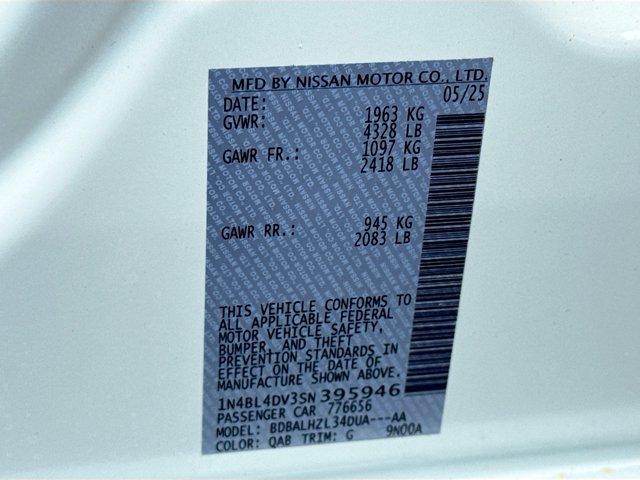 MFD BY NISSAN MOTOR CO., LTD.
DATE: 05/25
GVWR: 1963 KG
4328 LB
GAWR FR.: 1097 KG
2418 LB
GAWR RR.: 945 KG
2083 LB
THIS VEHICLE CONFORMS TO
ALL APPLICABLE FEDERAL
MOTOR VEHICLE SAFETY,
BUMPER, AND THEFT
PREVENTION STANDARDS IN
EFFECT ON THE DATE OF
MANUFACTURE SHOWN ABOVE.
1N4BL4DV3SN395946
PASSENGER CAR 776656
MODEL: BDBALHZL34DUA---AA
COLOR: QAB TRIM: G 9N00A